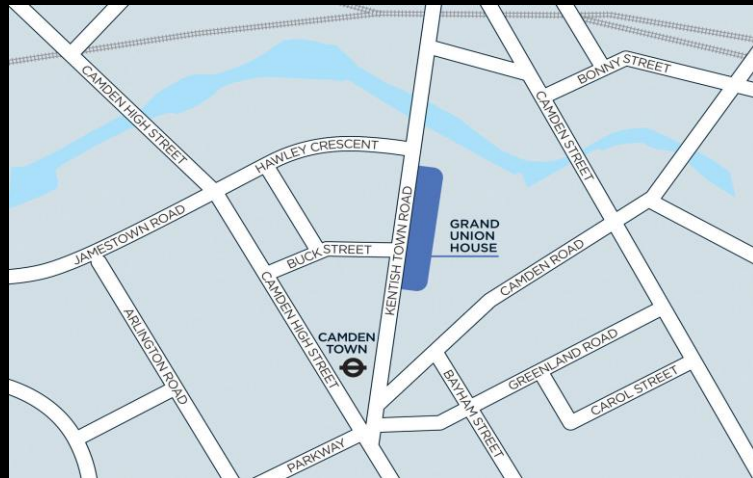 BONNY STREET
CAMDEN HIGH STREET
CAMDEN STREET
HAWLEY CRESCENT
JAMESTOWN ROAD
GRAND
UNION
HOUSE
KENTISH TOWN ROAD
BUCK STREET
CAMDEN ROAD
CAMDEN HIGH STREET
ARLINGTON ROAD
CAMDEN
TOWN
GREENLAND ROAD
BAYHAM STREET
CAROL STREET
PARKWAY